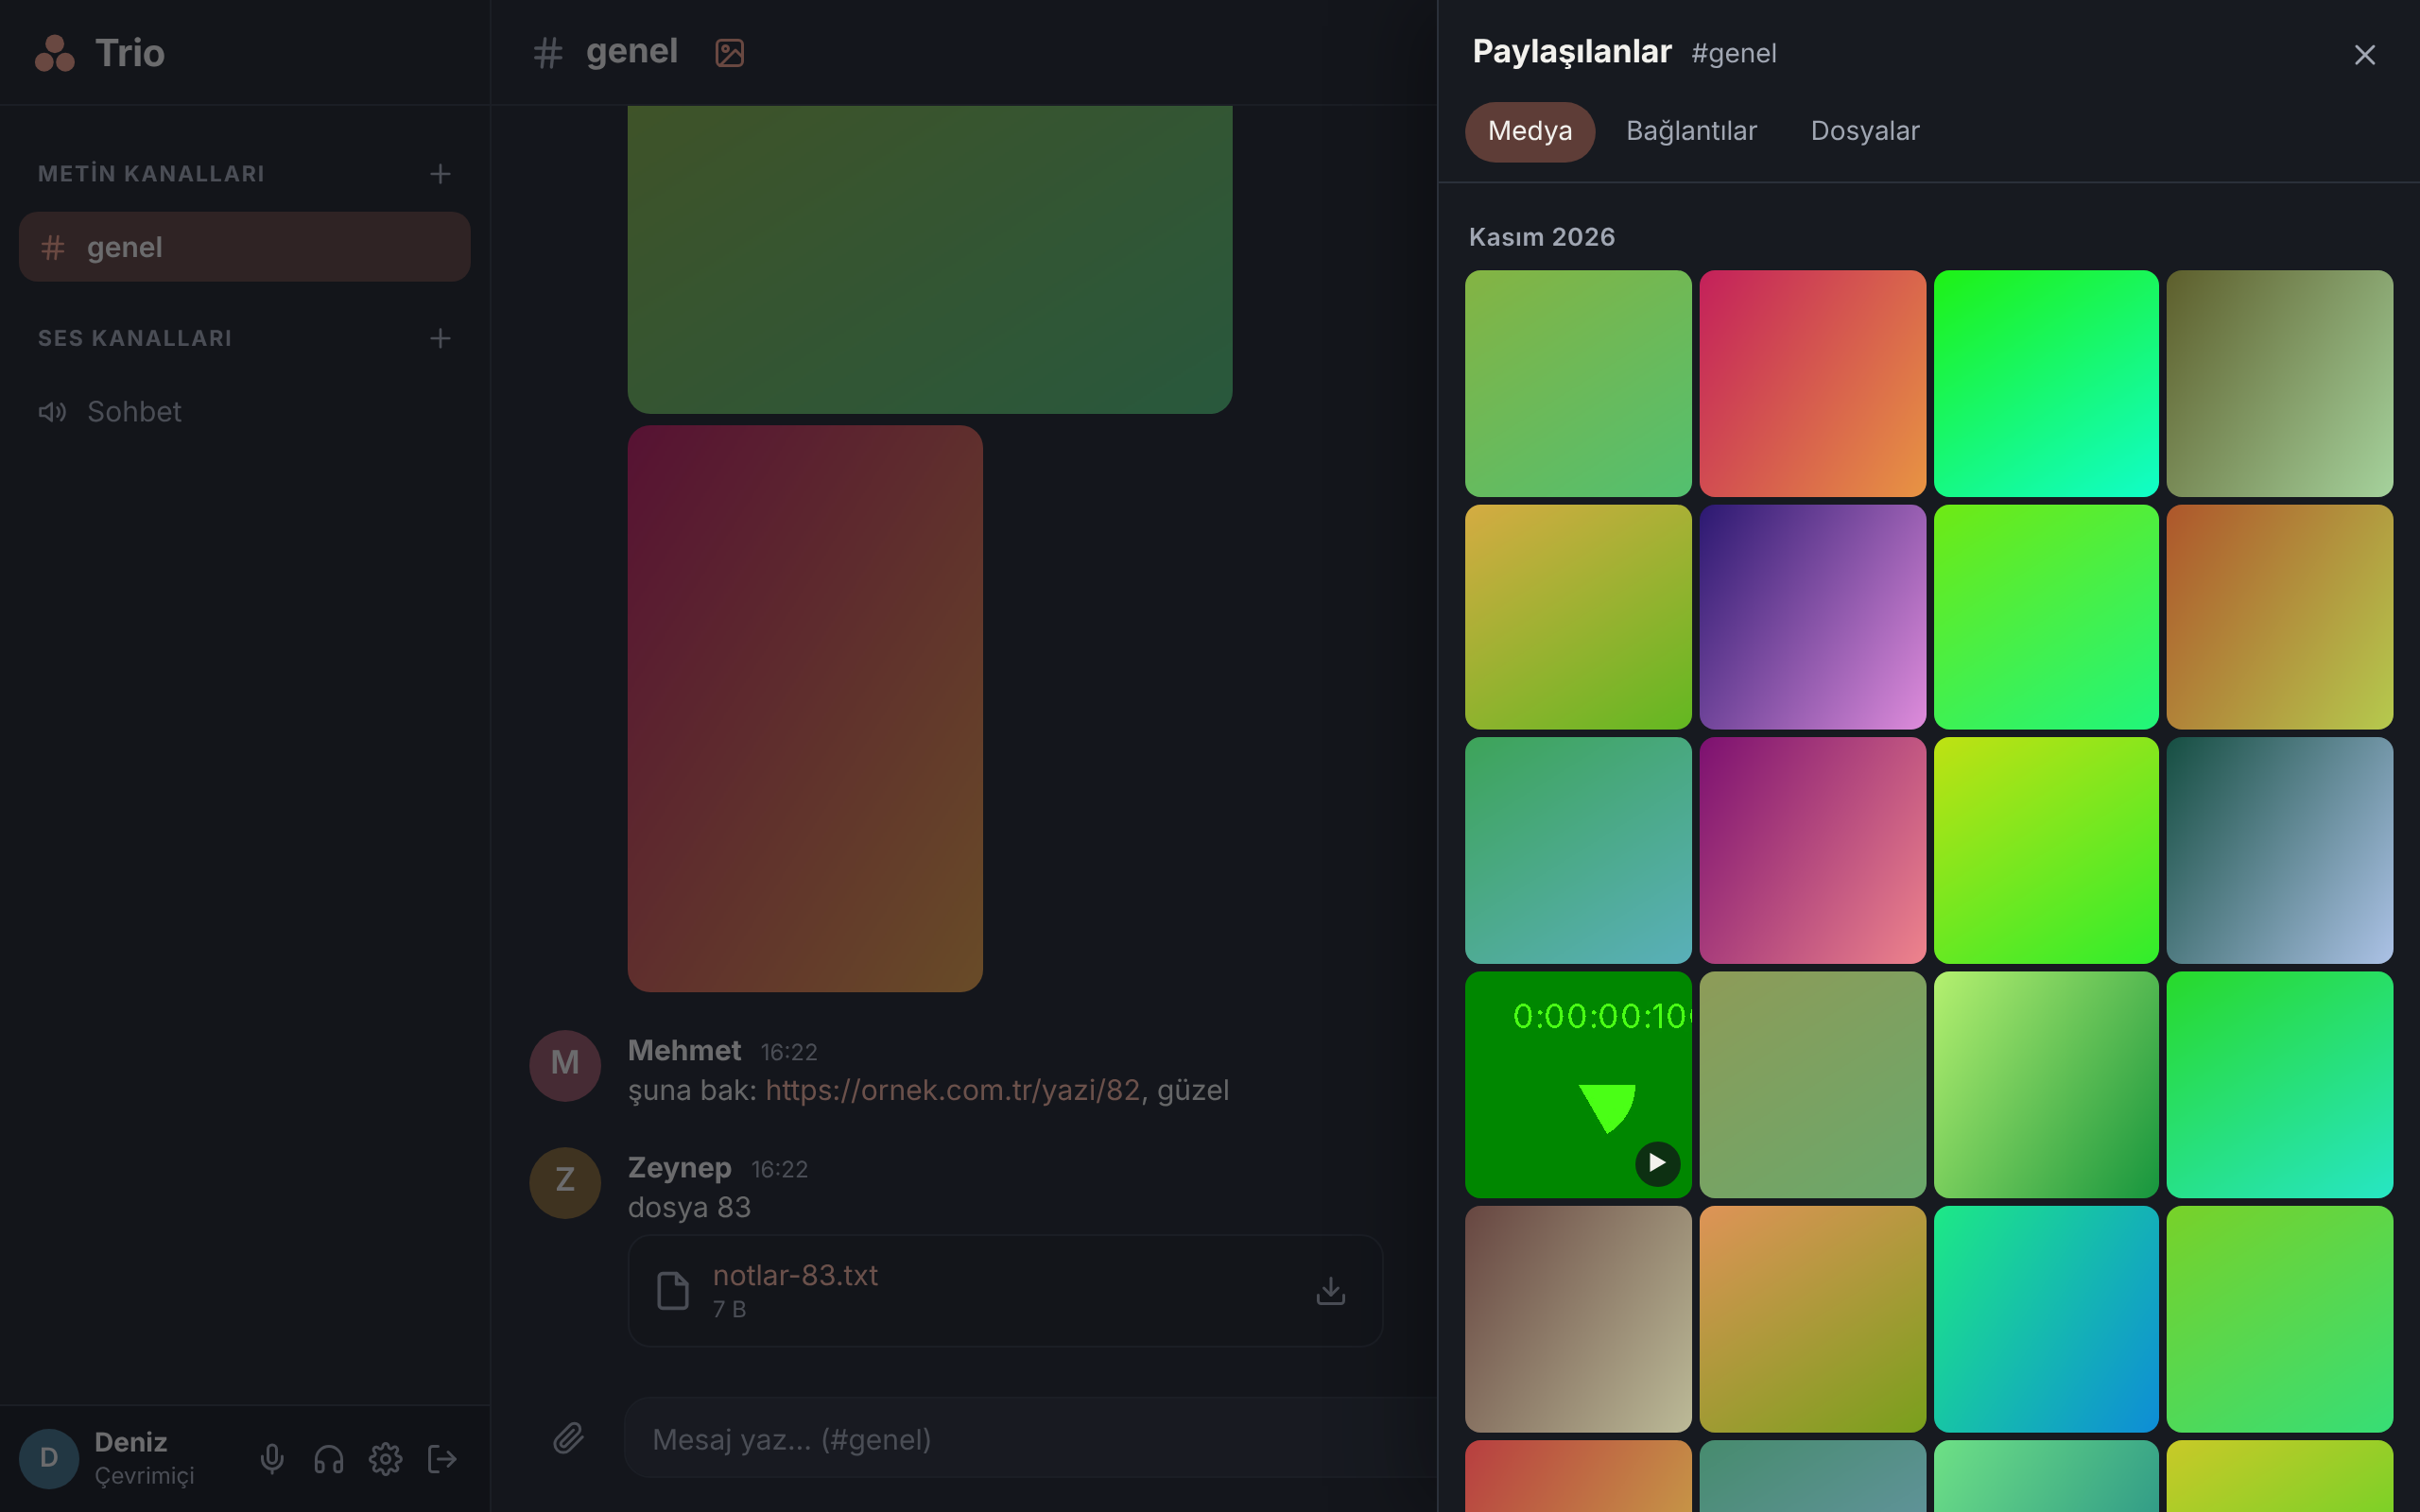 Trio
METİN KANALLARI
genel
SES KANALLARI
Sohbet
D
Deniz
Çevrimiçi
# genel
M
Mehmet 16:22
şuna bak: https://ornek.com.tr/yazi/82, güzel
Z
Zeynep 16:22
dosya 83
notlar-83.txt
7 B
Mesaj yaz... (#genel)
Paylaşılanlar #genel
Medya Bağlantılar Dosyalar
Kasım 2026
0:00:00:10